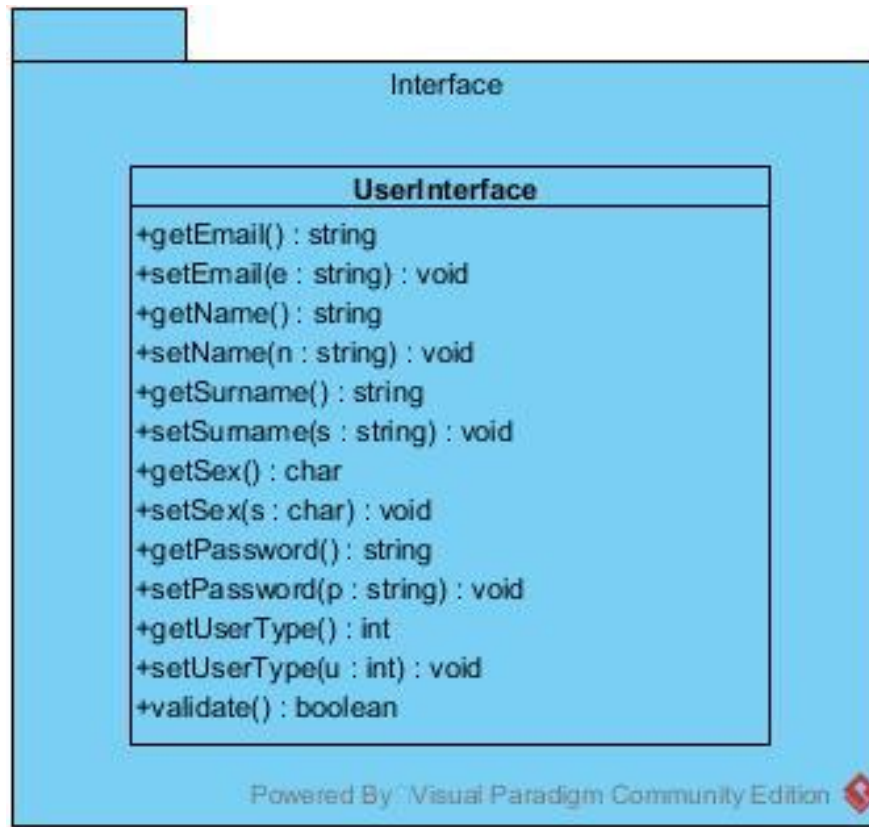 Interface
UserInterface
+getEmail() : string
+setEmail(e : string) : void
+getName() : string
+setName(n : string) : void
+getSurname() : string
+setSurname(s : string) : void
+getSex() : char
+setSex(s : char) : void
+getPassword() : string
+setPassword(p : string) : void
+getUserType() : int
+setUserType(u : int) : void
+validate() : boolean
Powered By Visual Paradigm Community Edition